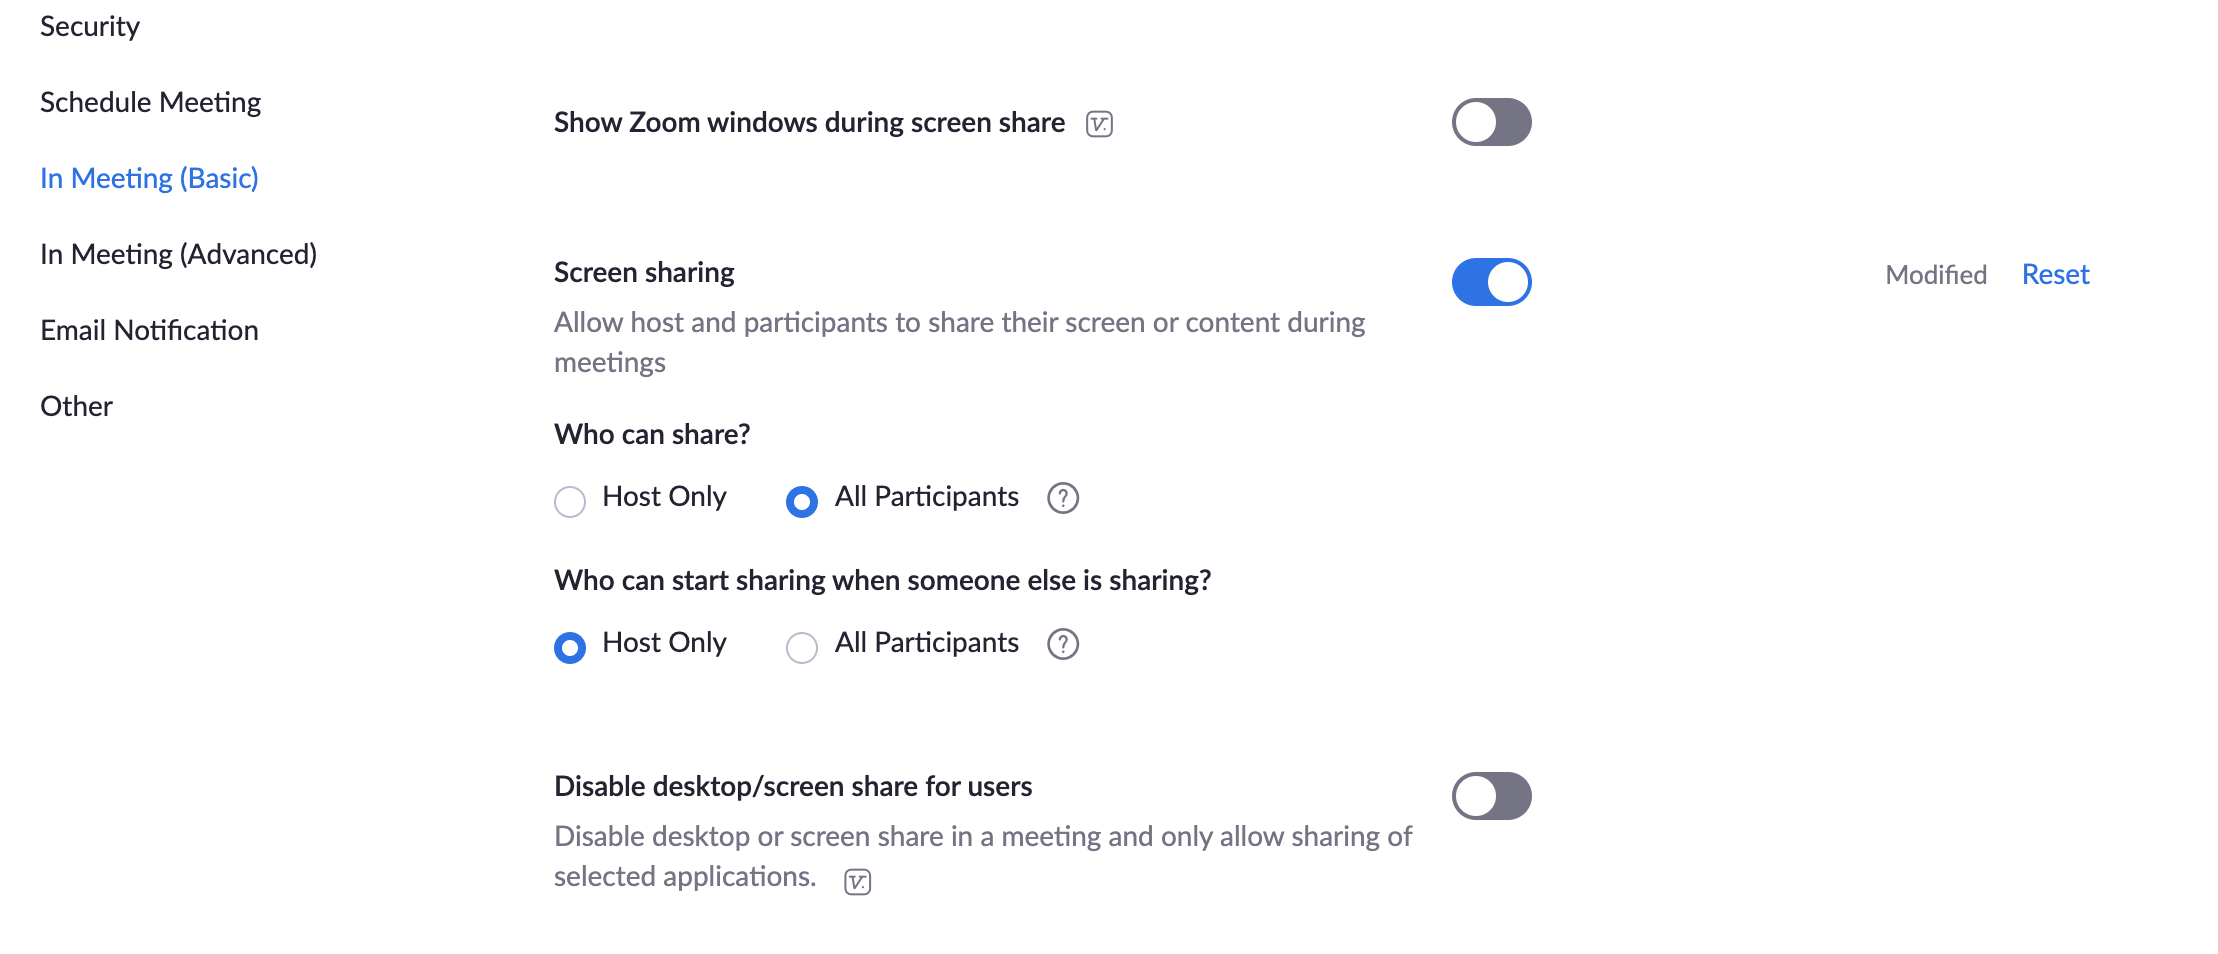 Security
Schedule Meeting
In Meeting (Basic)
In Meeting (Advanced)
Email Notification
Other
Show Zoom windows during screen share
Screen sharing
Modified Reset
Allow host and participants to share their screen or content during
meetings
Who can share?
Host Only All Participants ?
Who can start sharing when someone else is sharing?
Host Only All Participants ?
Disable desktop/screen share for users
Disable desktop or screen share in a meeting and only allow sharing of
selected applications.